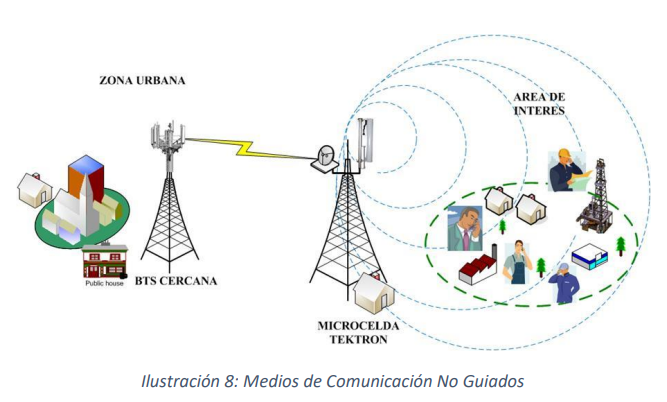 ZONA URBANA
AREA DE
INTERES
Public house
BTS CERCANA
MICROCELDA
TEKTRON
Ilustración 8: Medios de Comunicación No Guiados